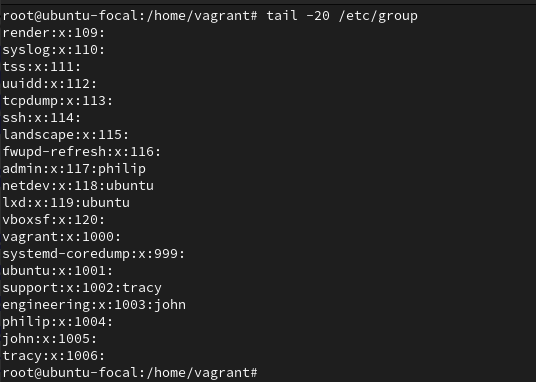 root@ubuntu-focal:/home/vagrant# tail -20 /etc/group
render:x:109:
syslog:x:110:
tss:x:111:
uuidd:x:112:
tcpdump:x:113:
ssh:x:114:
landscape:x:115:
fwupd-refresh:x:116:
admin:x:117:philip
netdev:x:118:ubuntu
lxd:x:119:ubuntu
vboxsf:x:120:
vagrant:x:1000:
systemd-coredump:x:999:
ubuntu:x:1001:
support:x:1002:tracy
engineering:x:1003:john
philip:x:1004:
john:x:1005:
tracy:x:1006:
root@ubuntu-focal:/home/vagrant#